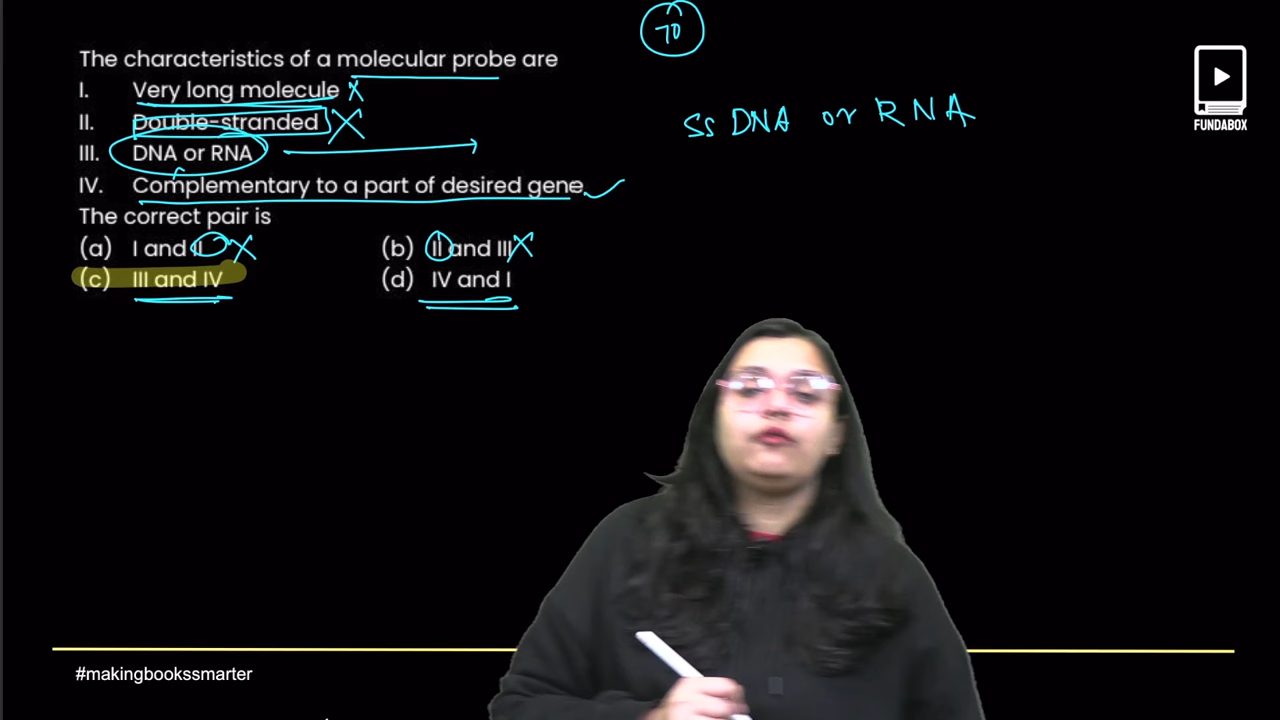 70
The characteristics of a molecular probe are
I. Very long molecule X
II. Double-stranded X
III. DNA or RNA
ss DNA or RNA
IV. Complementary to a part of desired gene ✓
The correct pair is
(a) I and II X (b) II and III X
(c) III and IV (d) IV and I
FUNDABOX
#makingbookssmarter